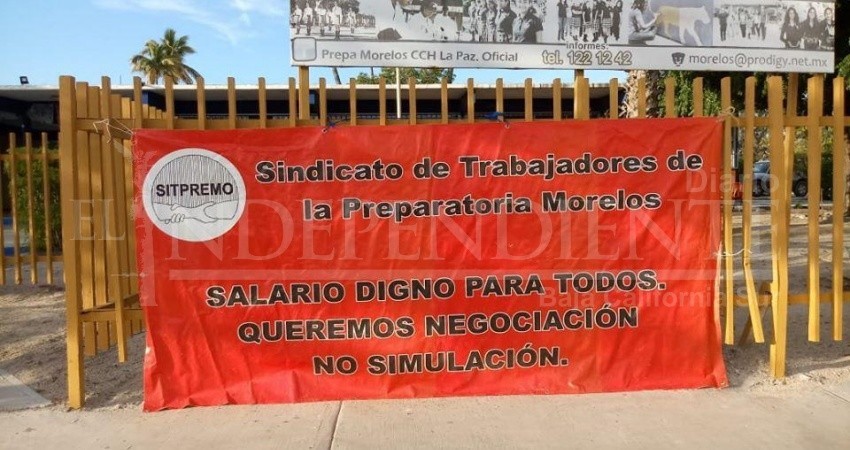 Prepa Morelos CCH La Paz, Oficial
informes:
tel. 122 12 42
morelos@prodigy.net.mx
SITPREMO
Sindicato de Trabajadores de
la Preparatoria Morelos
SALARIO DIGNO PARA TODOS.
QUEREMOS NEGOCIACIÓN
NO SIMULACIÓN.
Diario
EL INDEPENDIENTE
Baja California Sur